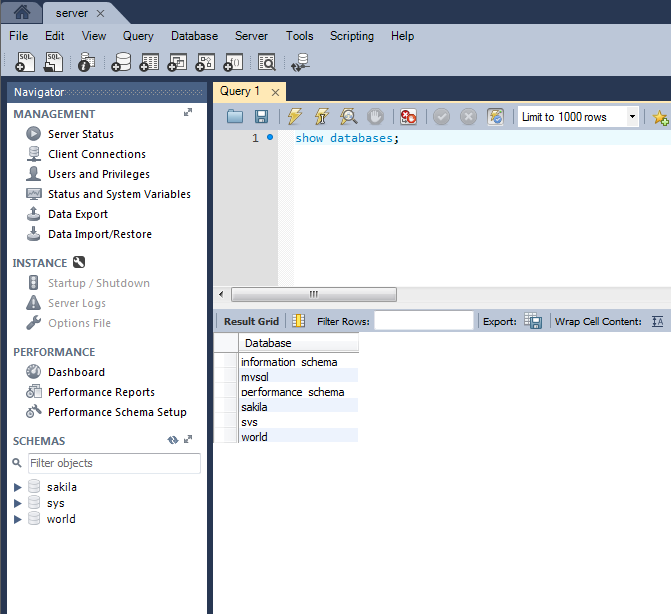 server
File Edit View Query Database Server Tools Scripting Help
SQL SQL
Navigator
MANAGEMENT
Server Status
Client Connections
Users and Privileges
Status and System Variables
Data Export
Data Import/Restore
INSTANCE
Startup / Shutdown
Server Logs
Options File
PERFORMANCE
Dashboard
Performance Reports
Performance Schema Setup
SCHEMAS
Filter objects
sakila
sys
world
Query 1
Limit to 1000 rows
1 show databases;
Result Grid Filter Rows: Export: Wrap Cell Content:
Database
information_schema
mysql
performance_schema
sakila
sys
world